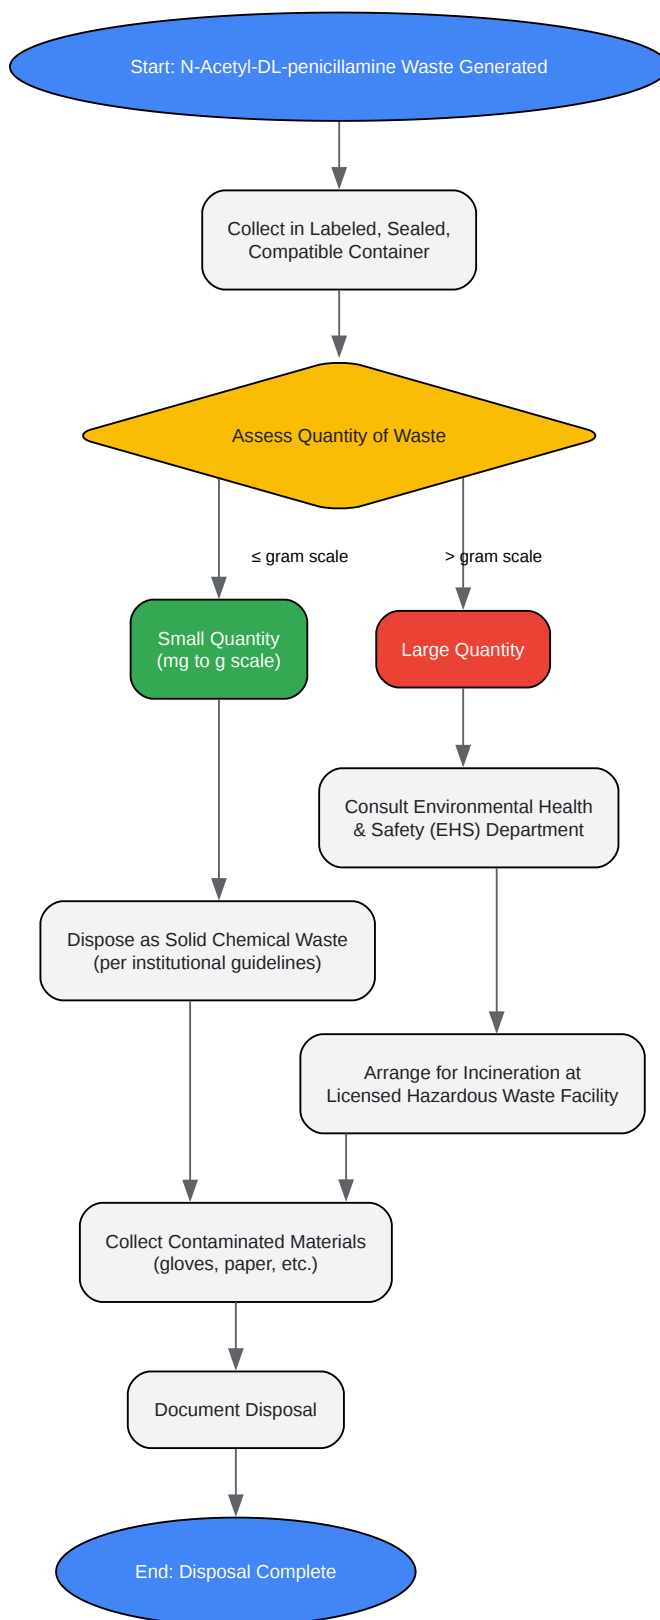 Start: N-Acetyl-DL-penicillamine Waste Generated
Collect in Labeled, Sealed,
Compatible Container
Assess Quantity of Waste
≤ gram scale
> gram scale
Small Quantity
(mg to g scale)
Large Quantity
Consult Environmental Health
& Safety (EHS) Department
Dispose as Solid Chemical Waste
(per institutional guidelines)
Arrange for Incineration at
Licensed Hazardous Waste Facility
Collect Contaminated Materials
(gloves, paper, etc.)
Document Disposal
End: Disposal Complete